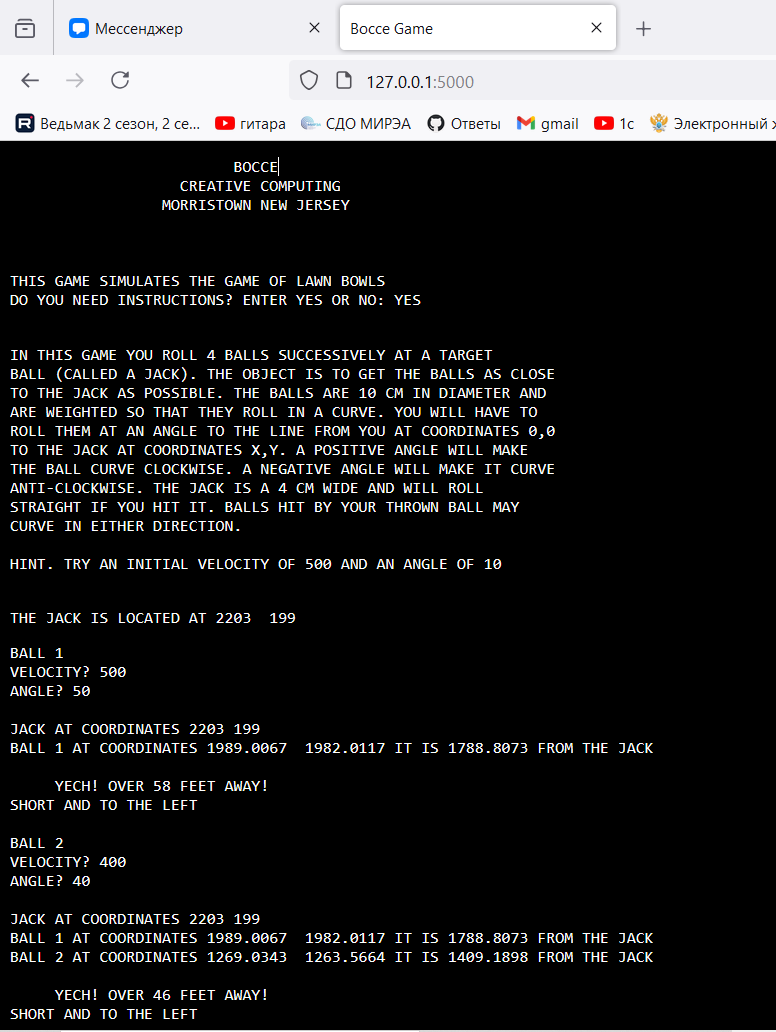 Мессенджер
Bocce Game
127.0.0.1:5000
Ведьмак 2 сезон, 2 се...
гитара
СДО МИРЭА
Ответы
gmail
1с
Электронный
BOCCE
CREATIVE COMPUTING
MORRISTOWN NEW JERSEY
THIS GAME SIMULATES THE GAME OF LAWN BOWLS
DO YOU NEED INSTRUCTIONS? ENTER YES OR NO: YES
IN THIS GAME YOU ROLL 4 BALLS SUCCESSIVELY AT A TARGET
BALL (CALLED A JACK). THE OBJECT IS TO GET THE BALLS AS CLOSE
TO THE JACK AS POSSIBLE. THE BALLS ARE 10 CM IN DIAMETER AND
ARE WEIGHTED SO THAT THEY ROLL IN A CURVE. YOU WILL HAVE TO
ROLL THEM AT AN ANGLE TO THE LINE FROM YOU AT COORDINATES 0,0
TO THE JACK AT COORDINATES X,Y. A POSITIVE ANGLE WILL MAKE
THE BALL CURVE CLOCKWISE. A NEGATIVE ANGLE WILL MAKE IT CURVE
ANTI-CLOCKWISE. THE JACK IS A 4 CM WIDE AND WILL ROLL
STRAIGHT IF YOU HIT IT. BALLS HIT BY YOUR THROWN BALL MAY
CURVE IN EITHER DIRECTION.
HINT. TRY AN INITIAL VELOCITY OF 500 AND AN ANGLE OF 10
THE JACK IS LOCATED AT 2203  199
BALL 1
VELOCITY? 500
ANGLE? 50
JACK AT COORDINATES 2203 199
BALL 1 AT COORDINATES 1989.0067  1982.0117 IT IS 1788.8073 FROM THE JACK
YECH! OVER 58 FEET AWAY!
SHORT AND TO THE LEFT
BALL 2
VELOCITY? 400
ANGLE? 40
JACK AT COORDINATES 2203 199
BALL 1 AT COORDINATES 1989.0067  1982.0117 IT IS 1788.8073 FROM THE JACK
BALL 2 AT COORDINATES 1269.0343  1263.5664 IT IS 1409.1898 FROM THE JACK
YECH! OVER 46 FEET AWAY!
SHORT AND TO THE LEFT